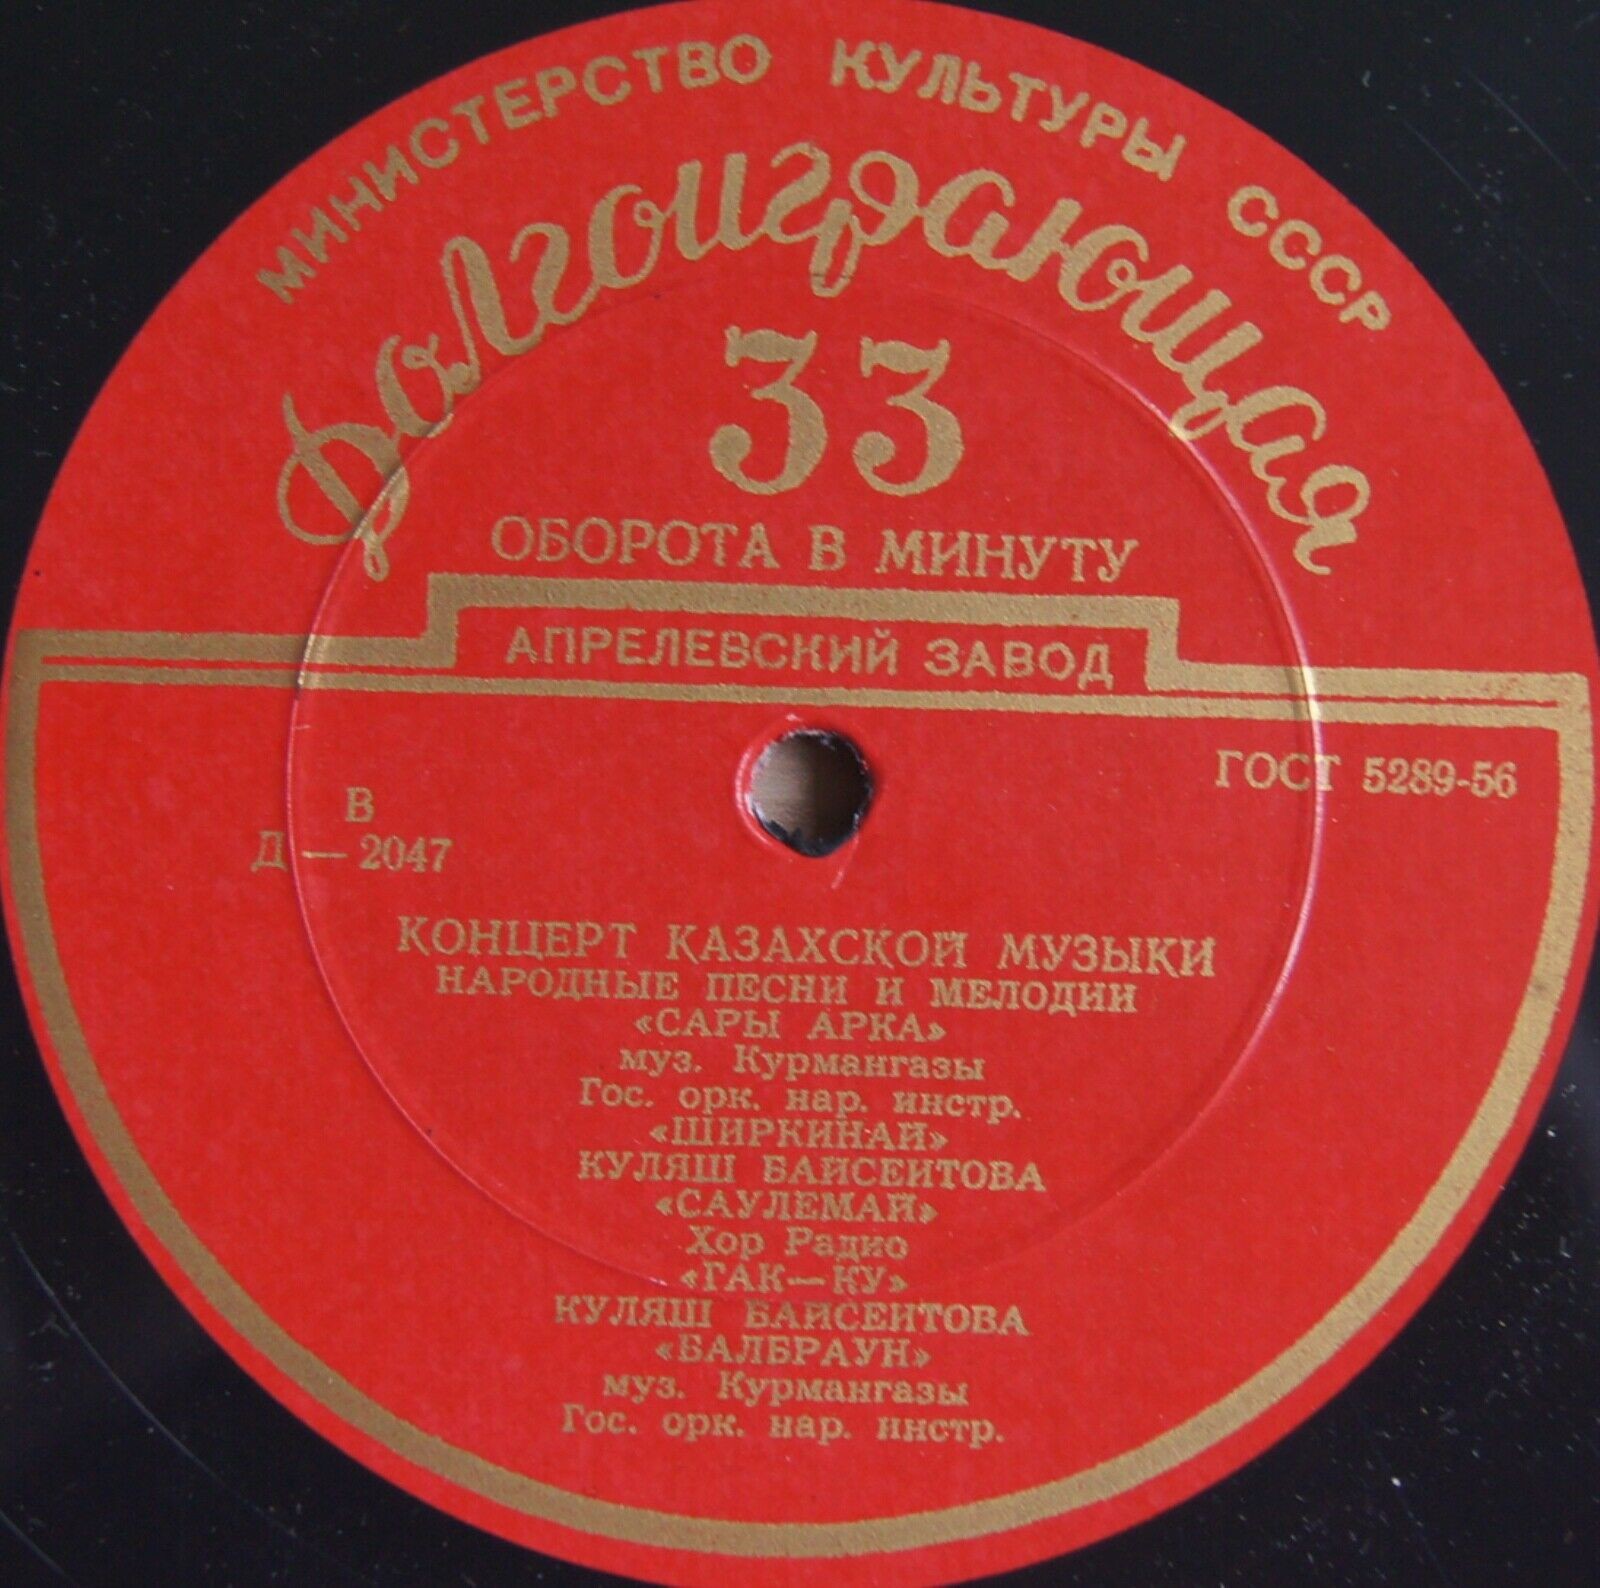 МИНИСТЕРСТВО КУЛЬТУРЫ СССР
Долгоиграющая
33
ОБОРОТА В МИНУТУ
АПРЕЛЕВСКИЙ ЗАВОД
ГОСТ 5289-56
В
Д — 2047
КОНЦЕРТ КАЗАХСКОЙ МУЗЫКИ
НАРОДНЫЕ ПЕСНИ И МЕЛОДИИ
«САРЫ АРКА»
муз. Курмангазы
Гос. орк. нар. инстр.
«ШИРКИНАЙ»
КУЛЯШ БАЙСЕИТОВА
«САУЛЕМАЙ»
Хор Радио
«ГАК—КУ»
КУЛЯШ БАЙСЕИТОВА
«БАЛБРАУН»
муз. Курмангазы
Гос. орк. нар. инстр.